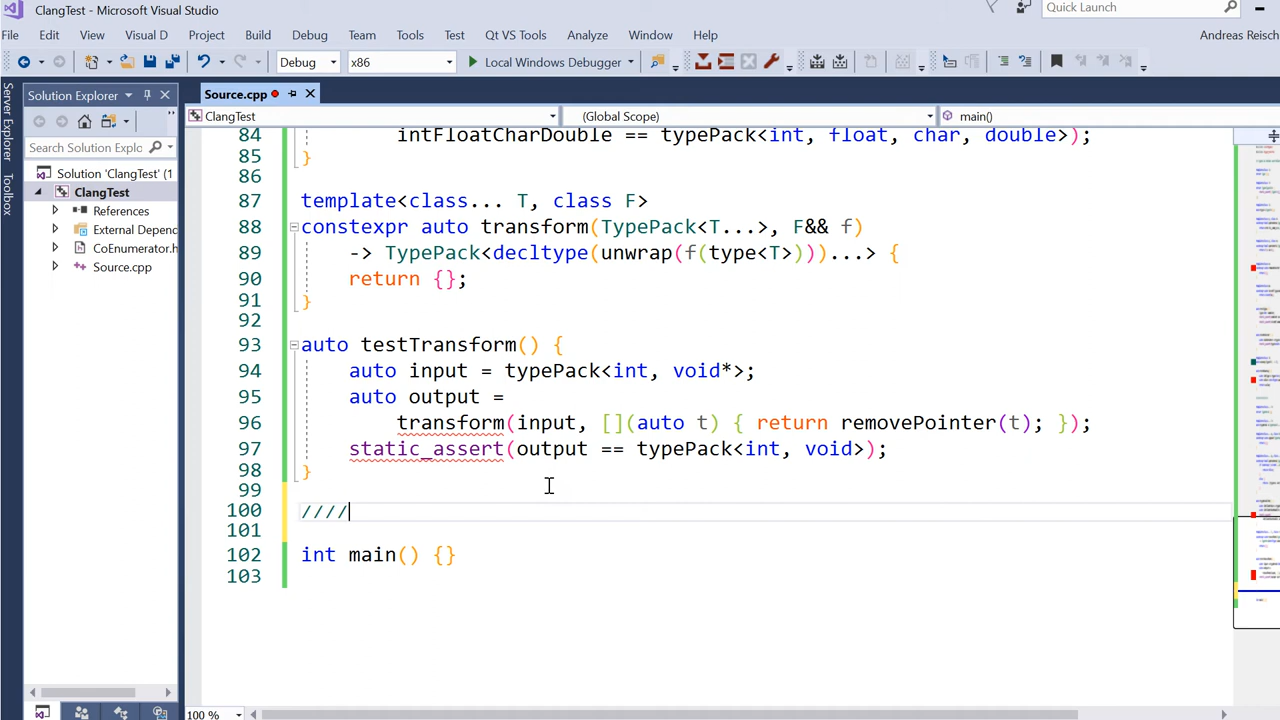 ClangTest - Microsoft Visual Studio
Quick Launch
File Edit View Visual D Project Build Debug Team Tools Test Qt VS Tools Analyze Window Help
Andreas Reisch
Debug x86 Local Windows Debugger
Server Explorer
Toolbox
Solution Explorer
Search Solution Explo
Solution 'ClangTest' (1
ClangTest
References
External Depenc
CoEnumerator.h
Source.cpp
Source.cpp
ClangTest (Global Scope) main()
84 intFloatCharDouble == typePack<int, float, char, double>);
85 }
86
87 template<class... T, class F>
88 constexpr auto transform(TypePack<T...>, F&& f)
89 -> TypePack<decltype(unwrap(f(type<T>)))...> {
90 return {};
91 }
92
93 auto testTransform() {
94 auto input = typePack<int, void*>;
95 auto output =
96 transform(input, [](auto t) { return removePointer(t); });
97 static_assert(output == typePack<int, void>);
98 }
99
100 ////
101
102 int main() {}
103
100 %